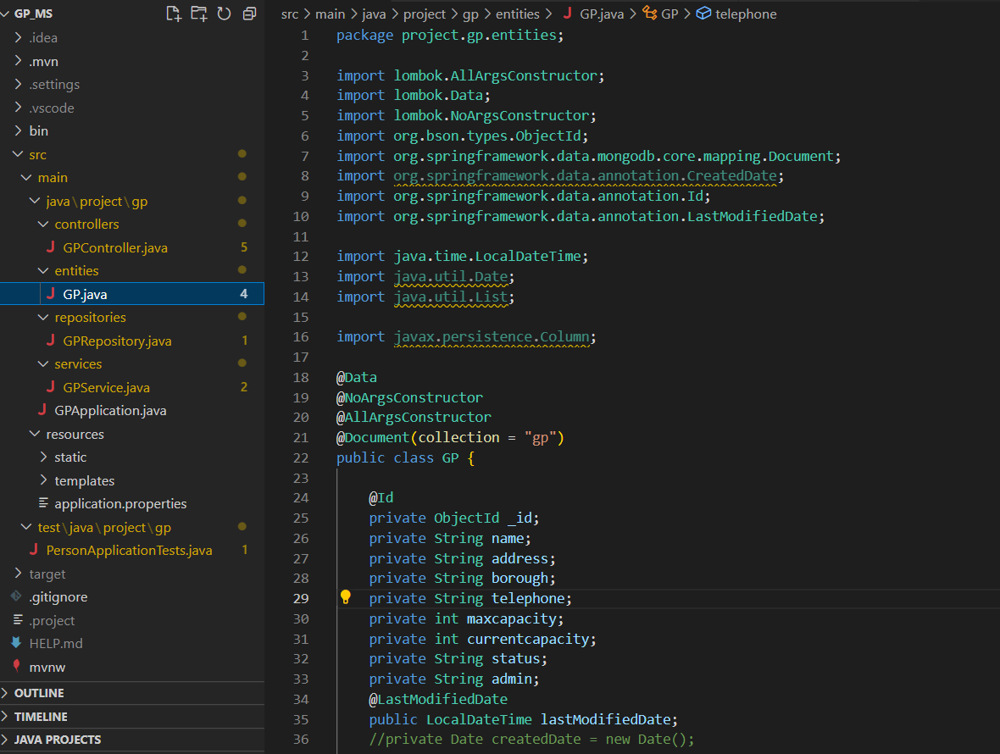 GP_MS
.idea
.mvn
.settings
.vscode
bin
src
main
java\project\gp
controllers
GPController.java 5
entities
GP.java 4
repositories
GPRepository.java 1
services
GPService.java 2
GPApplication.java
resources
static
templates
application.properties
test\java\project\gp
PersonApplicationTests.java 1
target
.gitignore
.project
HELP.md
mvnw
OUTLINE
TIMELINE
JAVA PROJECTS
src > main > java > project > gp > entities > GP.java > GP > telephone
1 package project.gp.entities;
2
3 import lombok.AllArgsConstructor;
4 import lombok.Data;
5 import lombok.NoArgsConstructor;
6 import org.bson.types.ObjectId;
7 import org.springframework.data.mongodb.core.mapping.Document;
8 import org.springframework.data.annotation.CreatedDate;
9 import org.springframework.data.annotation.Id;
10 import org.springframework.data.annotation.LastModifiedDate;
11
12 import java.time.LocalDateTime;
13 import java.util.Date;
14 import java.util.List;
15
16 import javax.persistence.Column;
17
18 @Data
19 @NoArgsConstructor
20 @AllArgsConstructor
21 @Document(collection = "gp")
22 public class GP {
23
24 @Id
25 private ObjectId _id;
26 private String name;
27 private String address;
28 private String borough;
29 private String telephone;
30 private int maxcapacity;
31 private int currentcapacity;
32 private String status;
33 private String admin;
34 @LastModifiedDate
35 public LocalDateTime lastModifiedDate;
36 //private Date createdDate = new Date();